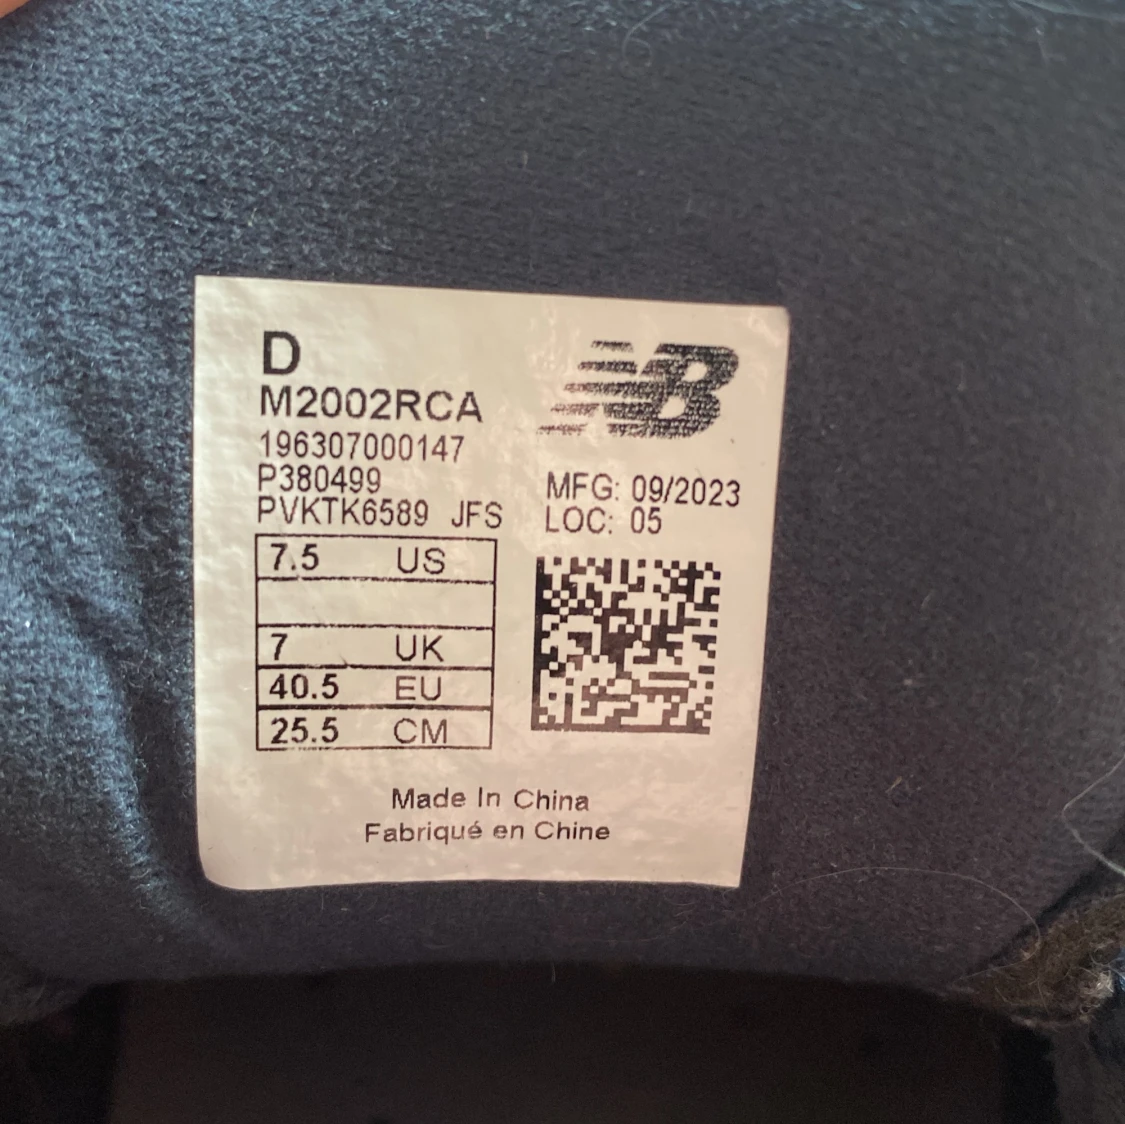 D
M2002RCA
196307000147
P380499
PVKTK6589 JFS
NB
MFG: 09/2023
LOC: 05
7.5 US
7 UK
40.5 EU
25.5 CM
Made In China
Fabriqué en Chine